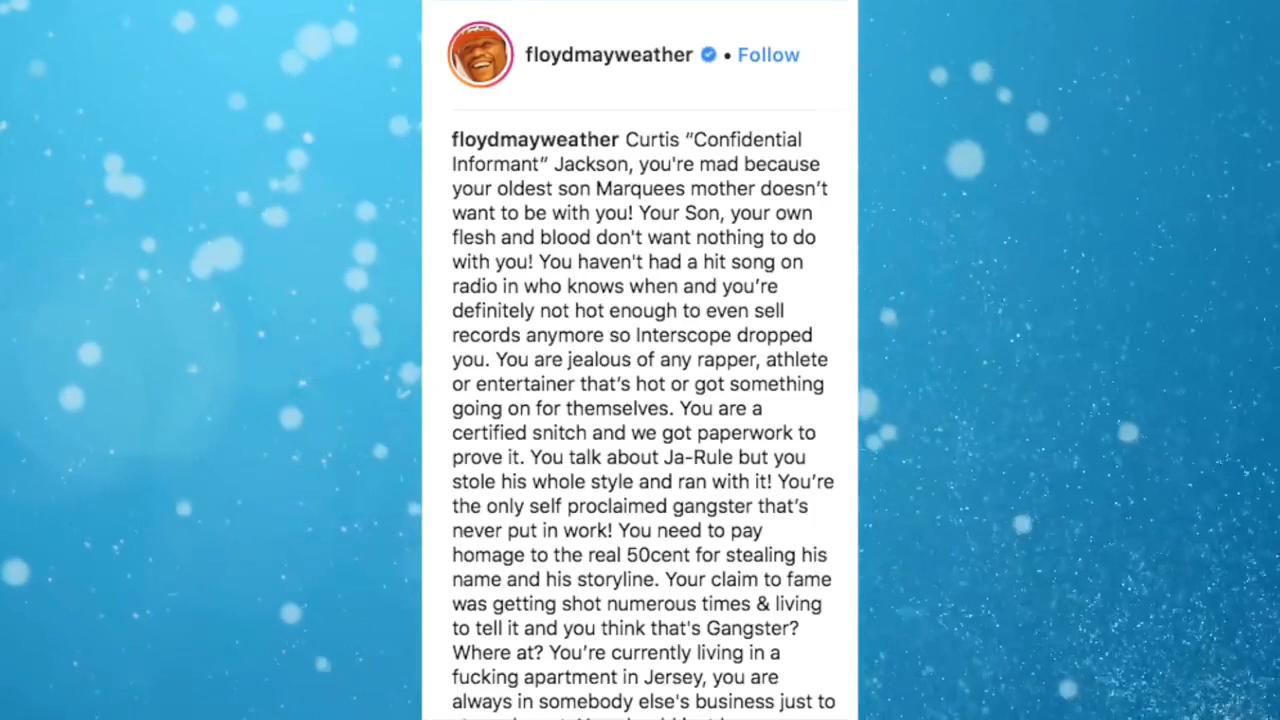 floydmayweather • Follow
floydmayweather Curtis “Confidential
Informant” Jackson, you're mad because
your oldest son Marquees mother doesn’t
want to be with you! Your Son, your own
flesh and blood don't want nothing to do
with you! You haven't had a hit song on
radio in who knows when and you’re
definitely not hot enough to even sell
records anymore so Interscope dropped
you. You are jealous of any rapper, athlete
or entertainer that’s hot or got something
going on for themselves. You are a
certified snitch and we got paperwork to
prove it. You talk about Ja-Rule but you
stole his whole style and ran with it! You’re
the only self proclaimed gangster that’s
never put in work! You need to pay
homage to the real 50cent for stealing his
name and his storyline. Your claim to fame
was getting shot numerous times & living
to tell it and you think that's Gangster?
Where at? You’re currently living in a
fucking apartment in Jersey, you are
always in somebody else's business just to